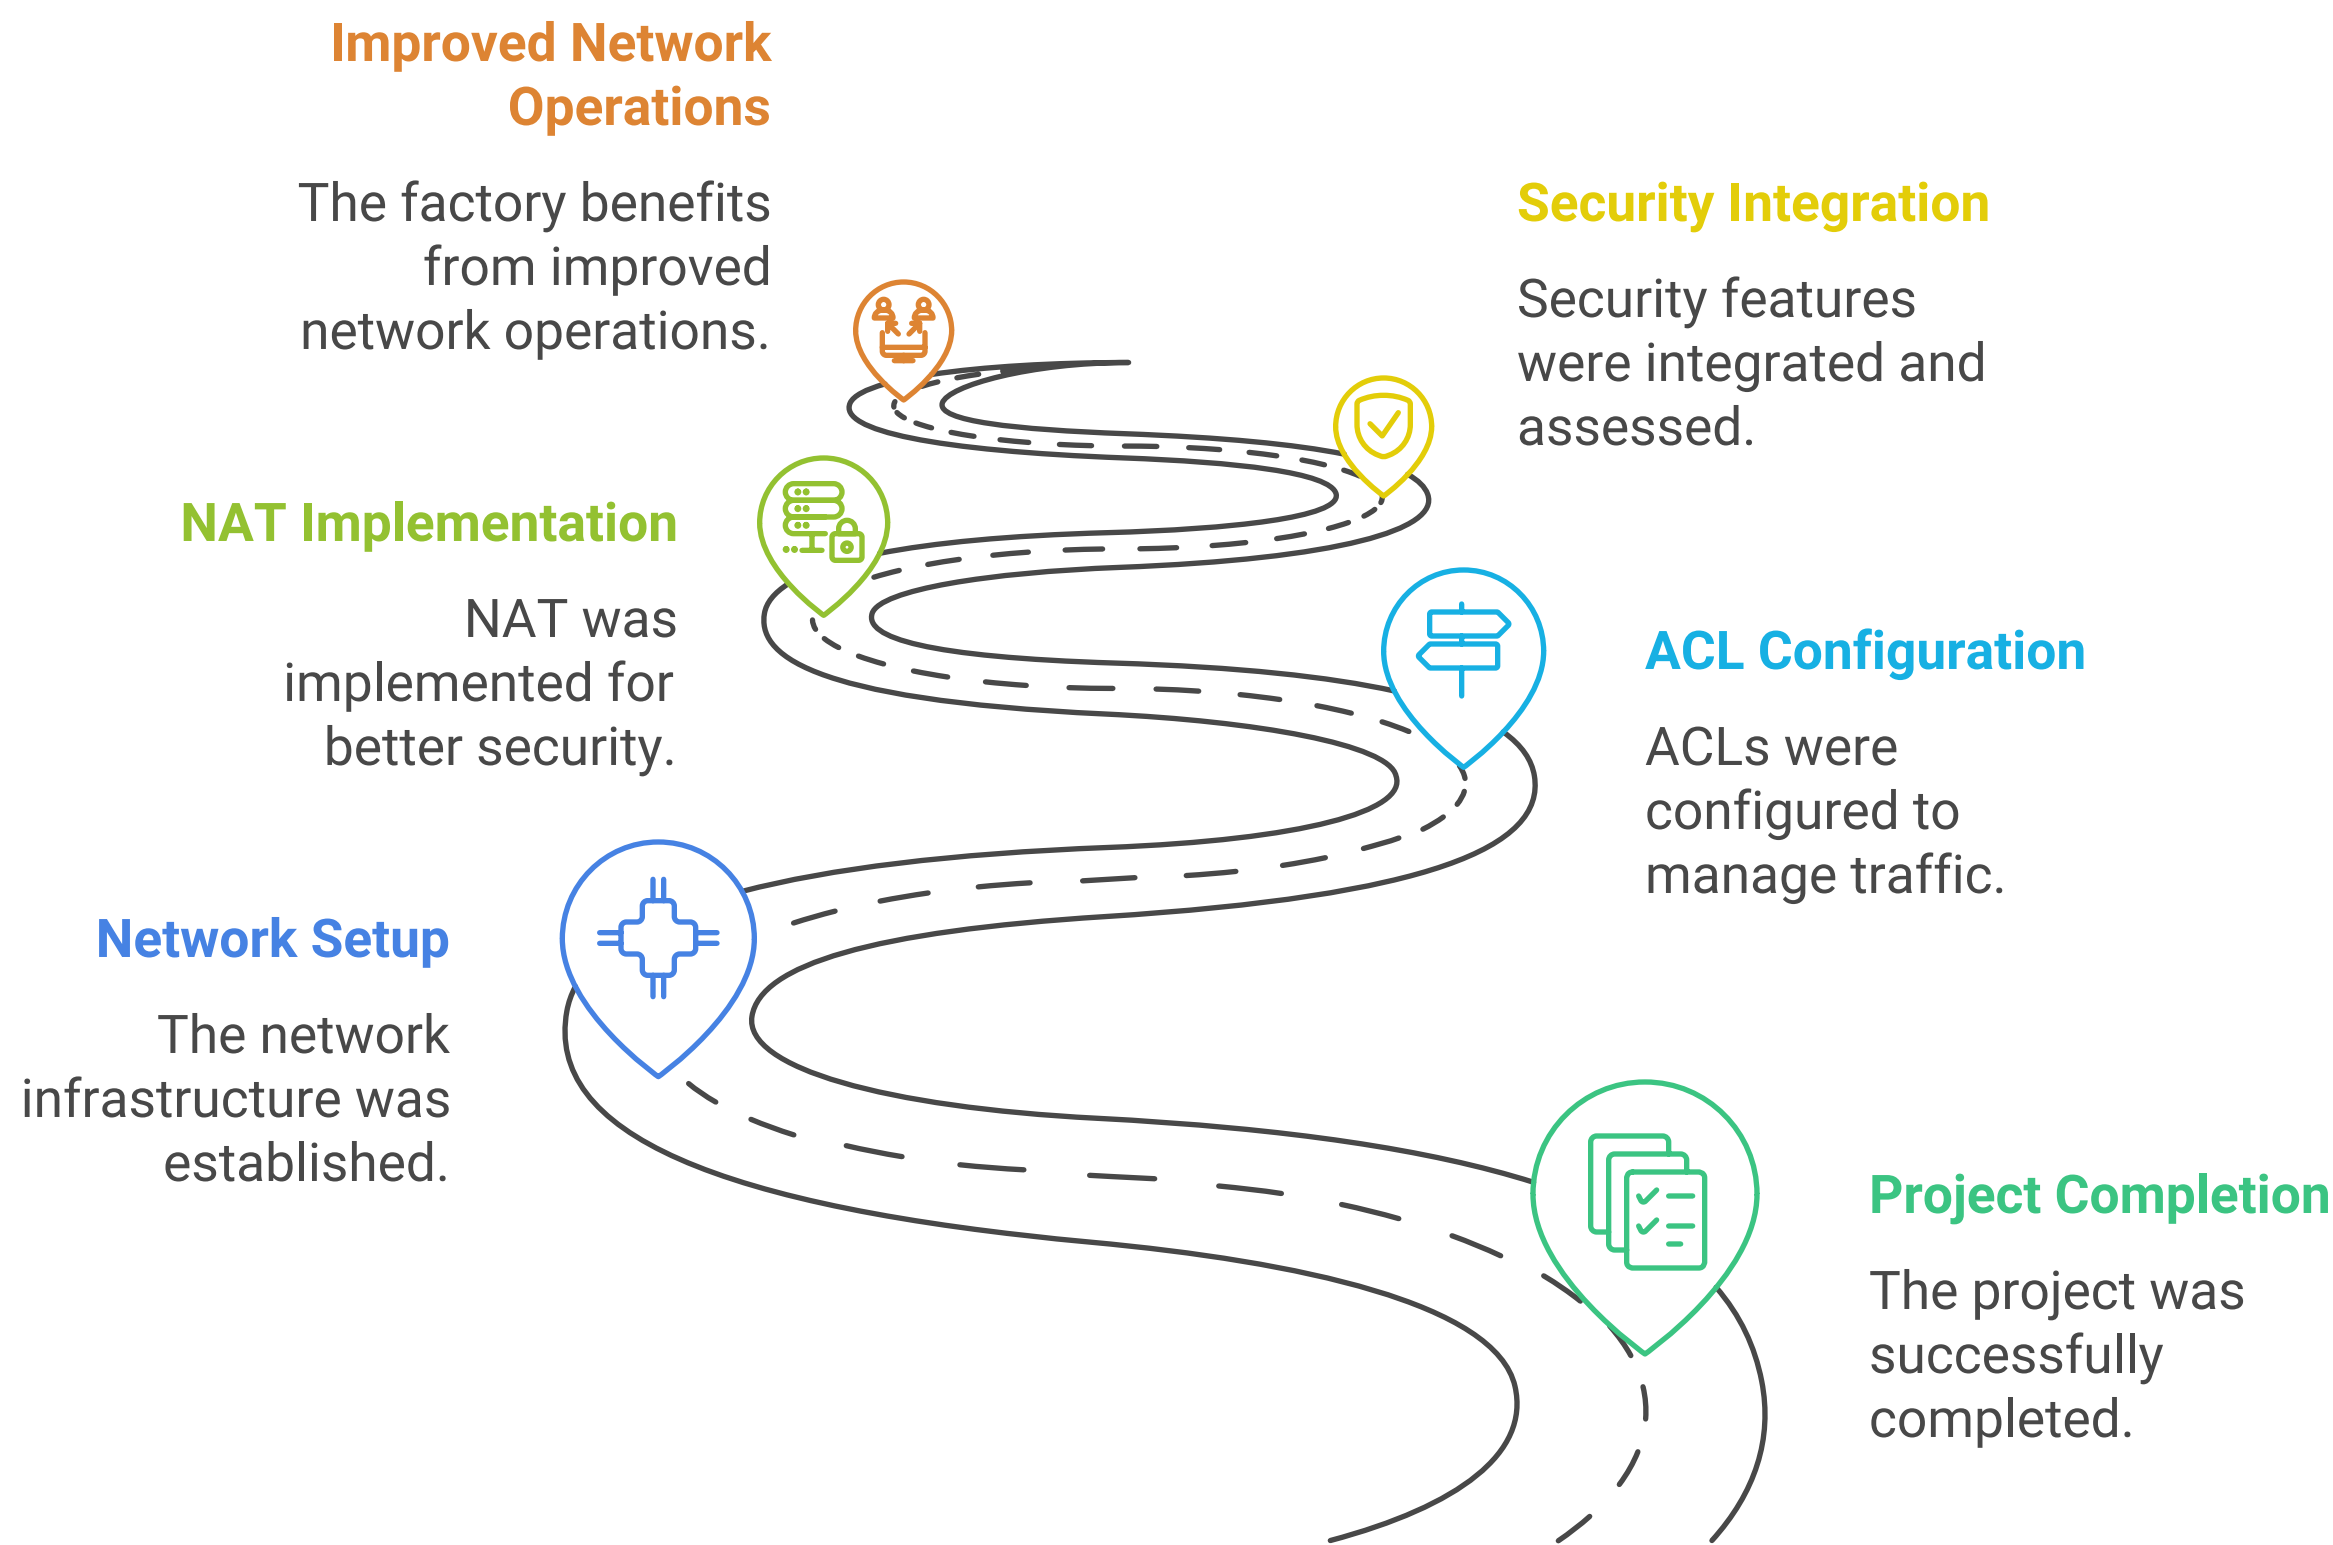 Improved Network
Operations
The factory benefits
from improved
network operations.
Security Integration
Security features
were integrated and
assessed.
NAT Implementation
NAT was
implemented for
better security.
ACL Configuration
ACLs were
configured to
manage traffic.
Network Setup
The network
infrastructure was
established.
Project Completion
The project was
successfully
completed.